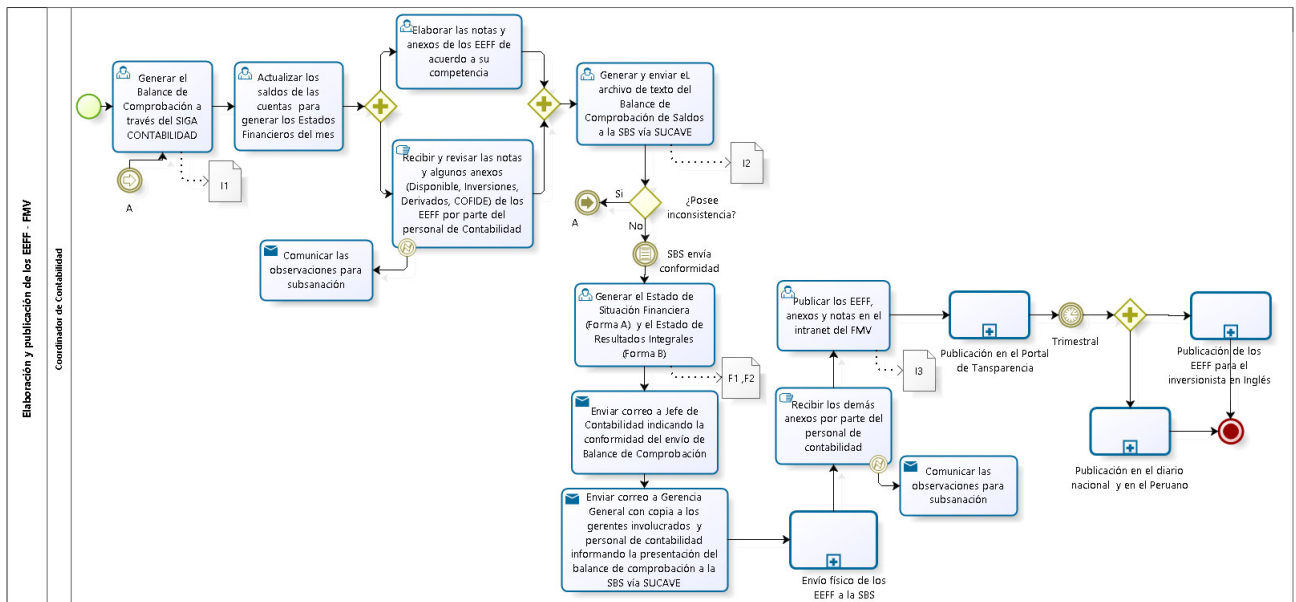 Elaboración y publicación de los EEFF - FMV
Coordinador de Contabilidad
Generar el
Balance de
Comprobación a
través del SIGA
CONTABILIDAD
A
I1
Actualizar los
saldos de las
cuentas para
generar los Estados
Financieros del mes
Elaborar las notas y
anexos de los EEFF de
acuerdo a su
competencia
Recibir y revisar las notas
y algunos anexos
(Disponible, Inversiones,
Derivados, COFIDE) de los
EEFF por parte del
personal de Contabilidad
Comunicar las
observaciones para
subsanación
Generar y enviar eL
archivo de texto del
Balance de
Comprobación de Saldos
a la SBS vía SUCAVE
I2
Si
A
¿Posee
inconsistencia?
No
SBS envía
conformidad
Generar el Estado de
Situación Financiera
(Forma A) y el Estado de
Resultados Integrales
(Forma B)
F1 ,F2
Enviar correo a Jefe de
Contabilidad indicando la
conformidad del envío de
Balance de Comprobación
Enviar correo a Gerencia
General con copia a los
gerentes involucrados y
personal de contabilidad
informando la presentación del
balance de comprobación a la
SBS vía SUCAVE
Envío físico de los
EEFF a la SBS
Recibir los demás
anexos por parte del
personal de
contabilidad
Comunicar las
observaciones para
subsanación
Publicar los EEFF,
anexos y notas en el
intranet del FMV
I3
Publicación en el Portal
de Tansparencia
Trimestral
Publicación de los
EEFF para el
inversionista en Inglés
Publicación en el diario
nacional y en el Peruano